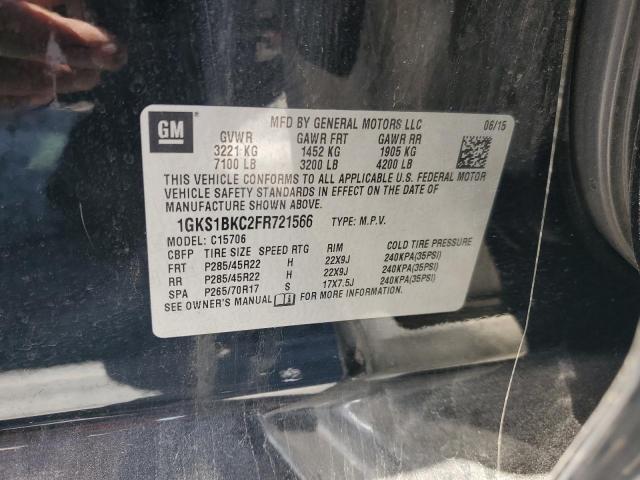 GM
MFD BY GENERAL MOTORS LLC 06/15
GVWR GAWR FRT GAWR RR
3221 KG 1452 KG 1905 KG
7100 LB 3200 LB 4200 LB
THIS VEHICLE CONFORMS TO ALL APPLICABLE U.S. FEDERAL MOTOR
VEHICLE SAFETY STANDARDS IN EFFECT ON THE DATE OF
MANUFACTURE SHOWN ABOVE.
1GKS1BKC2FR721566 TYPE: M.P.V.
MODEL: C15706
CBFP TIRE SIZE SPEED RTG RIM COLD TIRE PRESSURE
FRT P285/45R22 H 22X9J 240KPA(35PSI)
RR P285/45R22 H 22X9J 240KPA(35PSI)
SPA P265/70R17 S 17X7.5J 240KPA(35PSI)
SEE OWNER'S MANUAL FOR MORE INFORMATION.